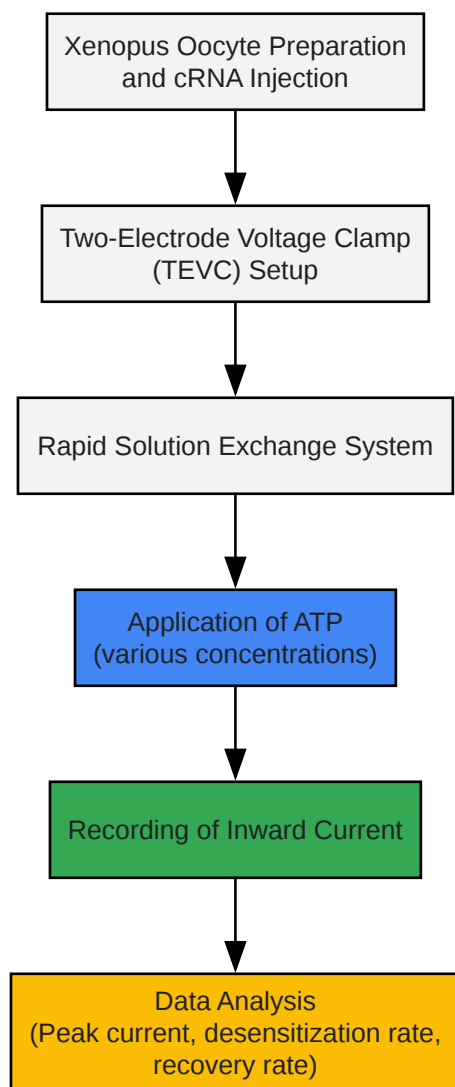 Xenopus Oocyte Preparation
and cRNA Injection
Two-Electrode Voltage Clamp
(TEVC) Setup
Rapid Solution Exchange System
Application of ATP
(various concentrations)
Recording of Inward Current
Data Analysis
(Peak current, desensitization rate,
recovery rate)